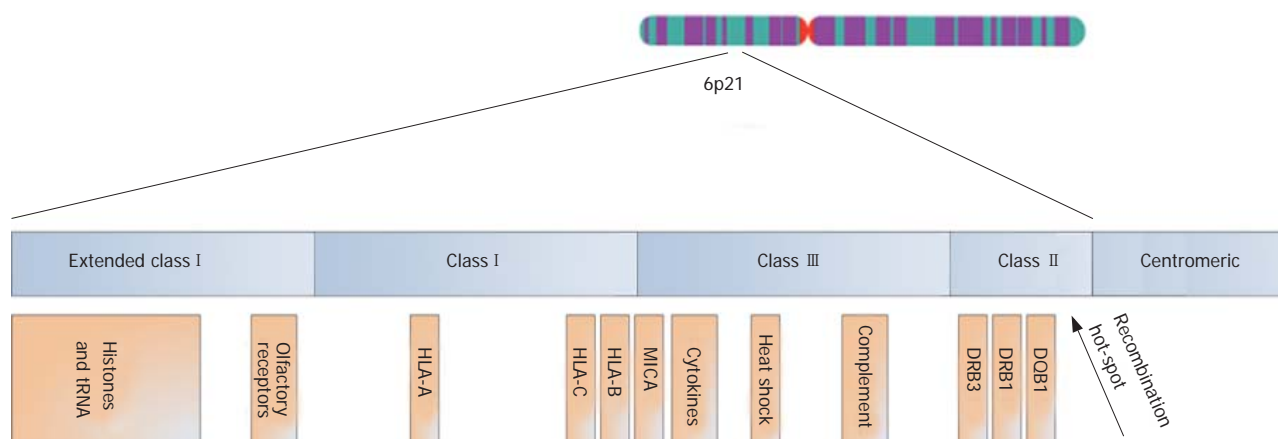 6p21
Extended class I
Class I
Class III
Class II
Centromeric
Histones
and tRNA
Olfactory
receptors
HLA-A
HLA-C
HLA-B
MICA
Cytokines
Heat shock
Complement
DRB3
DRB1
DQB1
Recombination
hot-spot